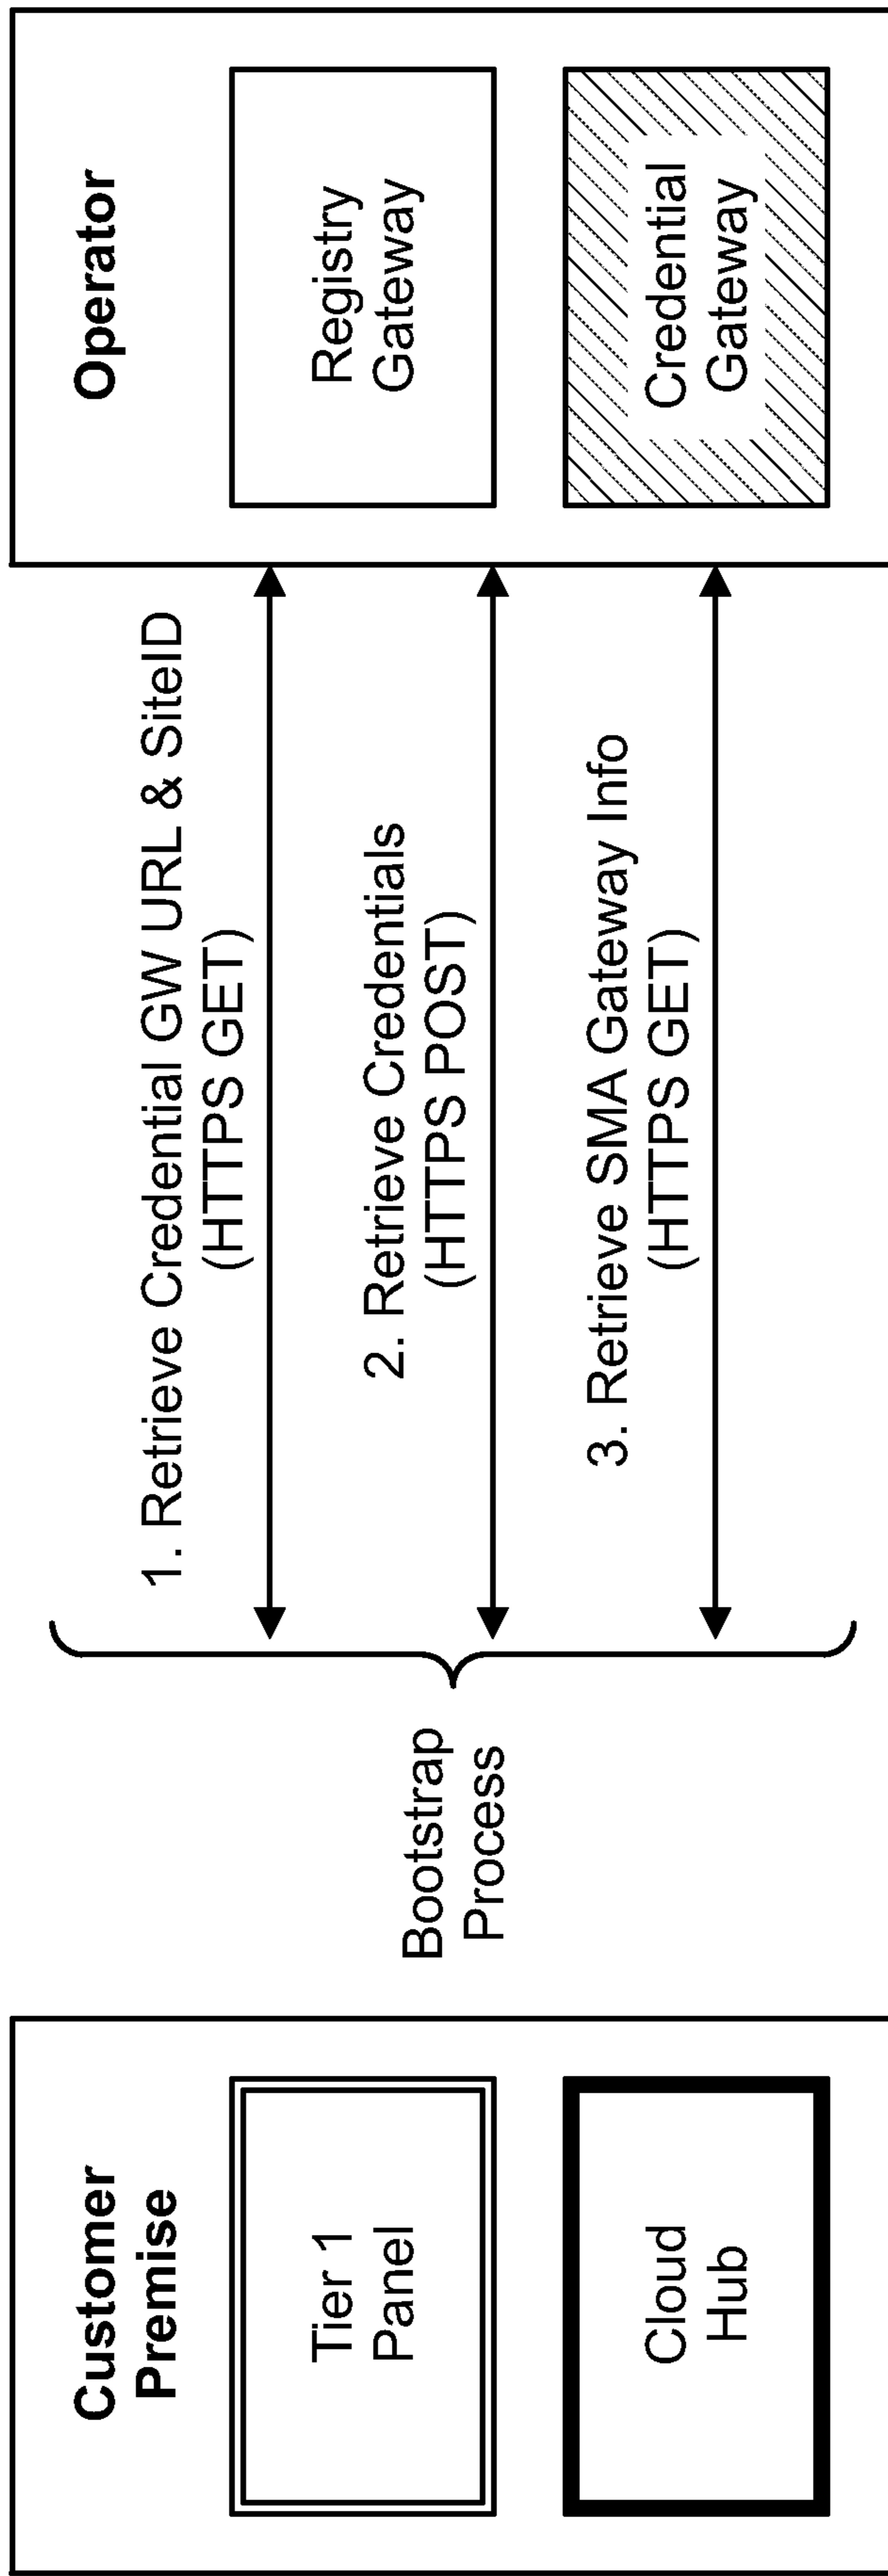 Customer
Premise
Tier 1
Panel
Cloud
Hub
Bootstrap
Process
1. Retrieve Credential GW URL & SiteID
(HTTPS GET)
2. Retrieve Credentials
(HTTPS POST)
3. Retrieve SMA Gateway Info
(HTTPS GET)
Operator
Registry
Gateway
Credential
Gateway